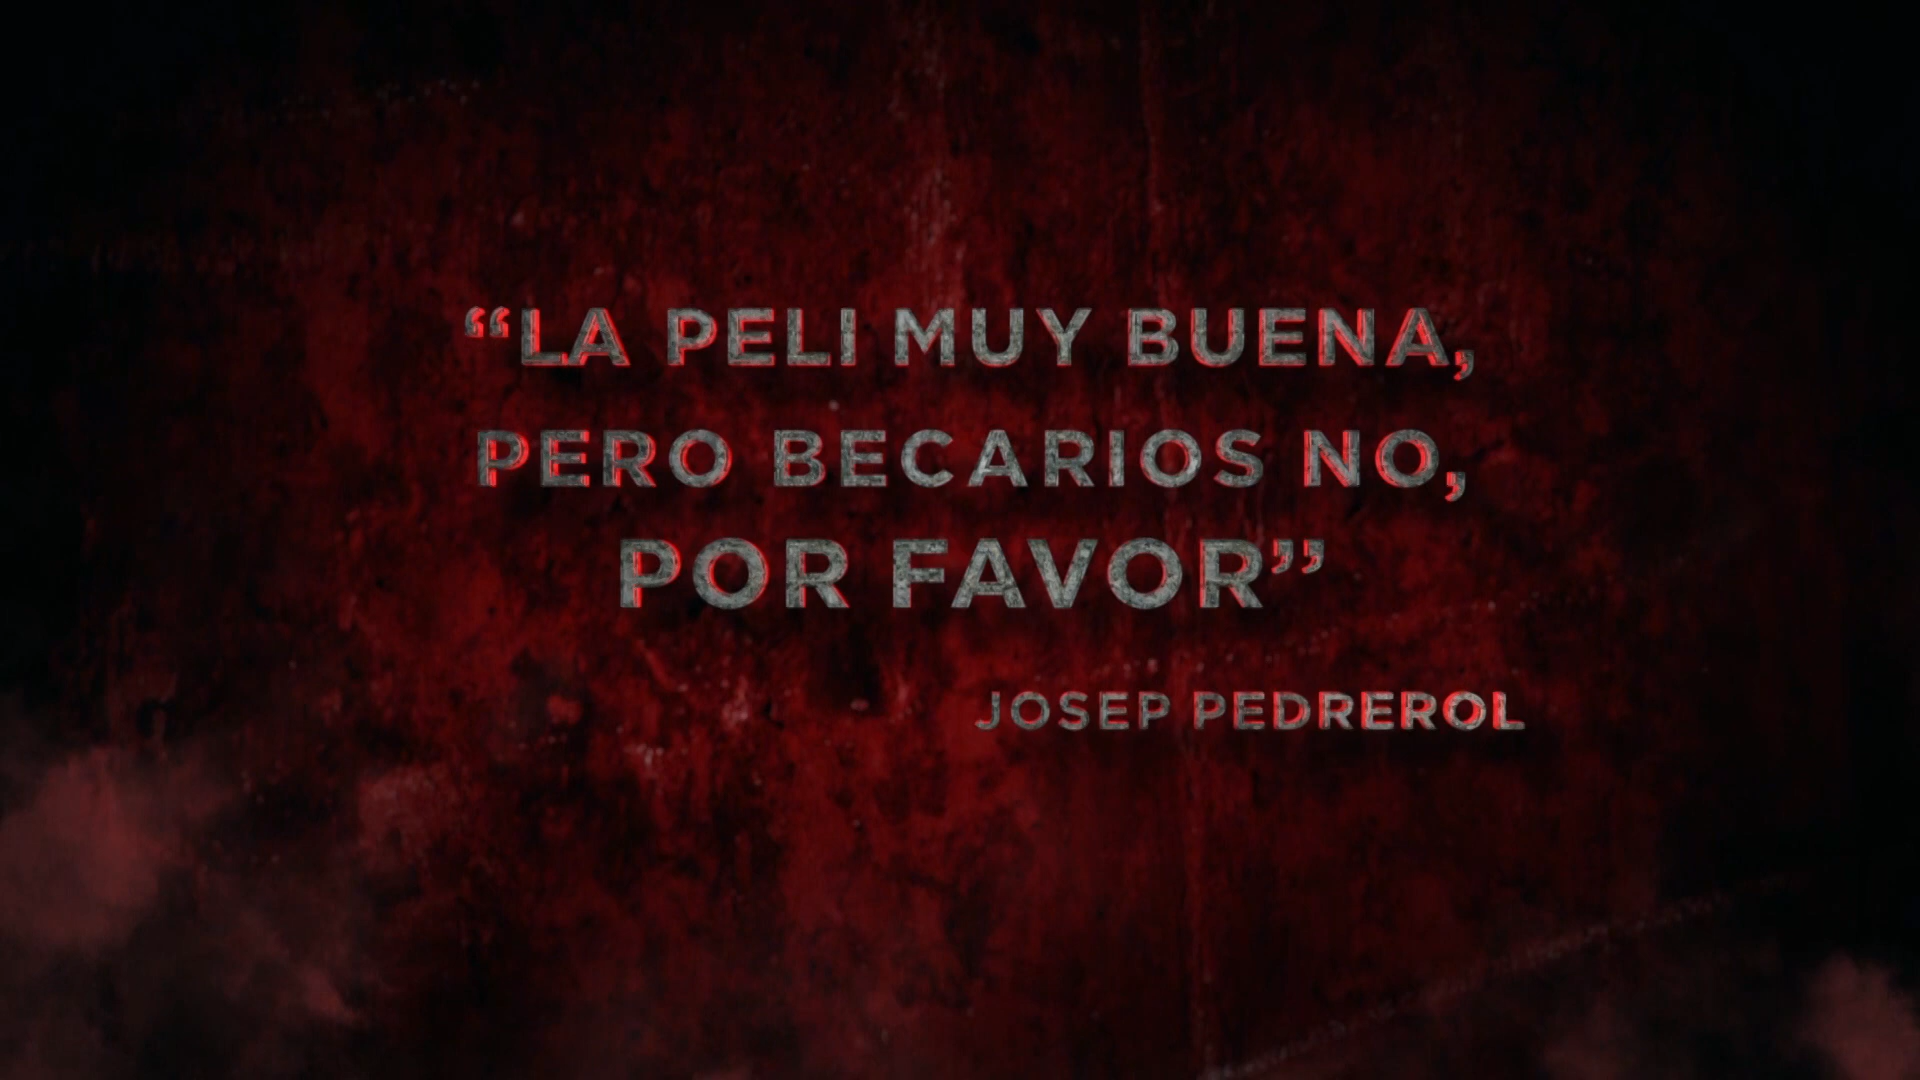 “LA PELI MUY BUENA,
PERO BECARIOS NO,
POR FAVOR”
JOSEP PEDREROL